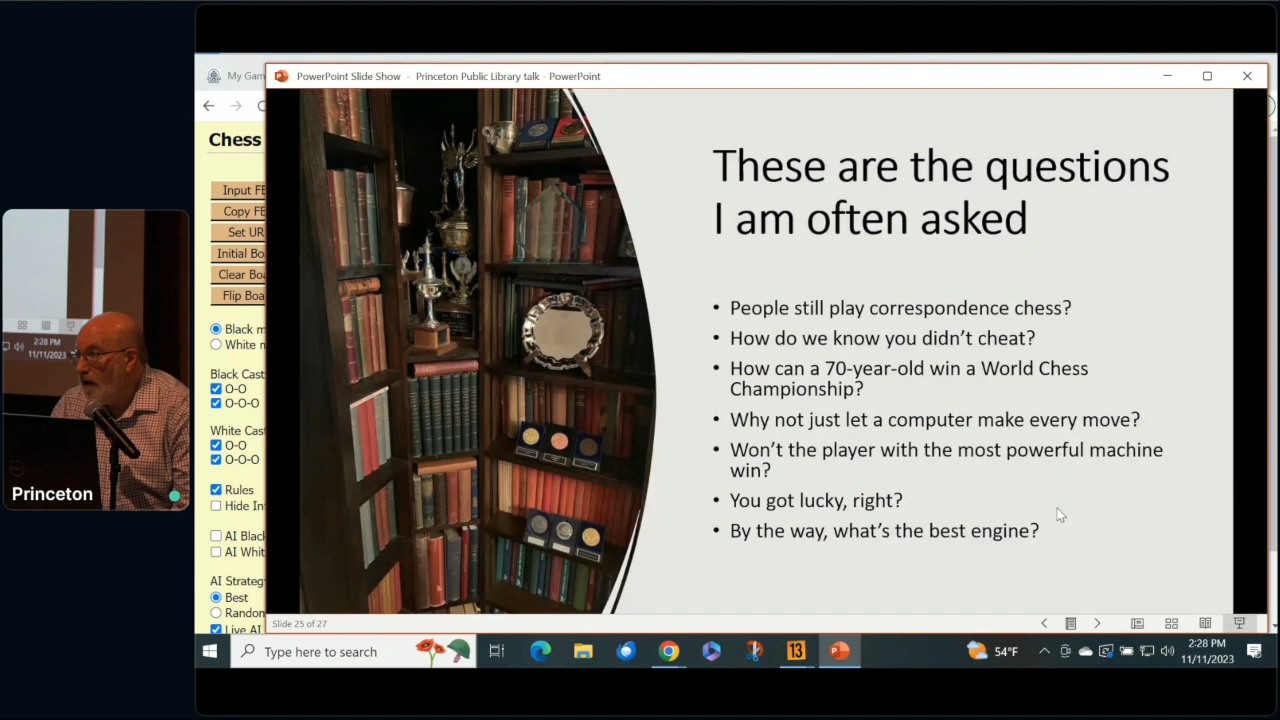 My Gam
PowerPoint Slide Show - Princeton Public Library talk - PowerPoint
Chess
Input FE
Copy FE
Set UR
Initial Bo
Clear Boa
Flip Boa
Black m
White m
Black Cast
O-O
O-O-O
White Cas
O-O
O-O-O
Rules
Hide In
AI Black
AI Whit
AI Strateg
Best
Random
Live AI
These are the questions
I am often asked
• People still play correspondence chess?
• How do we know you didn’t cheat?
• How can a 70-year-old win a World Chess
Championship?
• Why not just let a computer make every move?
• Won’t the player with the most powerful machine
win?
• You got lucky, right?
• By the way, what’s the best engine?
Slide 25 of 27
Type here to search
13
54°F
2:28 PM
11/11/2023
2:28 PM
11/11/2023
Princeton